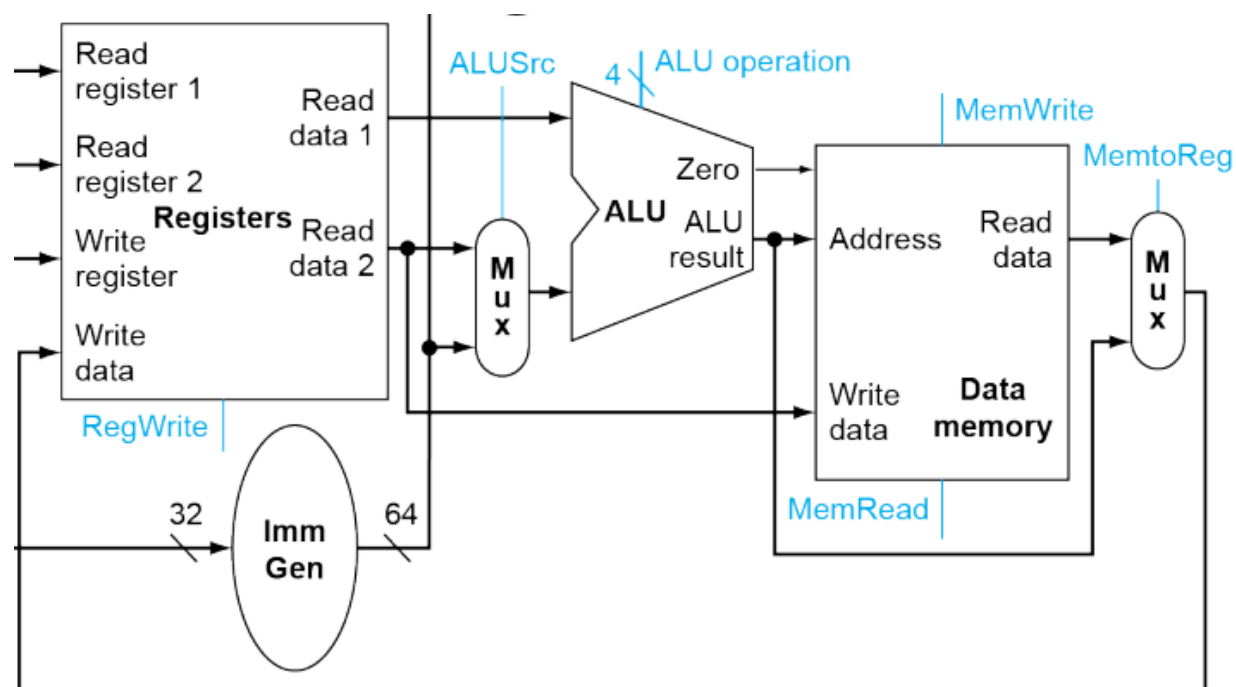 Read
register 1
Read
register 2
Write
register
Write
data
Registers
Read
data 1
Read
data 2
RegWrite
32
Imm
Gen
64
ALUSrc
M
u
x
4
ALU operation
Zero
ALU
ALU
result
MemWrite
Address
Read
data
Write
data
Data
memory
MemRead
MemtoReg
M
u
x